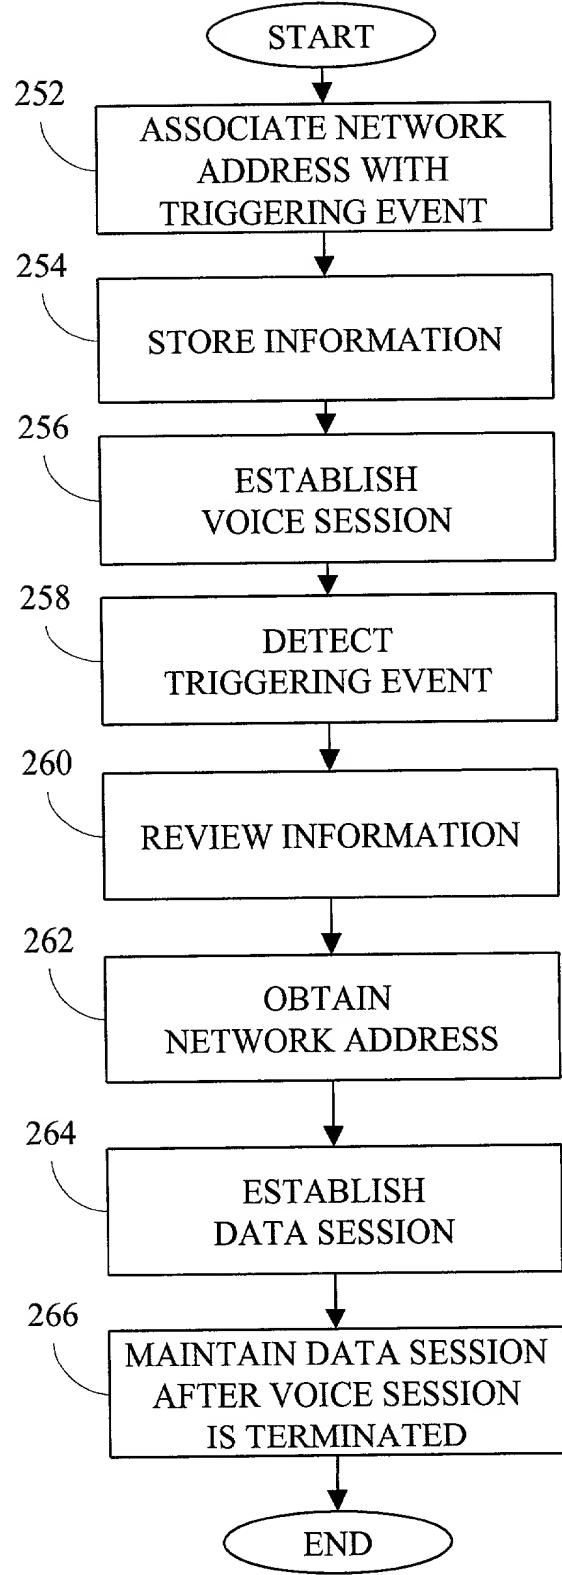 START
252
ASSOCIATE NETWORK
ADDRESS WITH
TRIGGERING EVENT
254
STORE INFORMATION
256
ESTABLISH
VOICE SESSION
258
DETECT
TRIGGERING EVENT
260
REVIEW INFORMATION
262
OBTAIN
NETWORK ADDRESS
264
ESTABLISH
DATA SESSION
266
MAINTAIN DATA SESSION
AFTER VOICE SESSION
IS TERMINATED
END